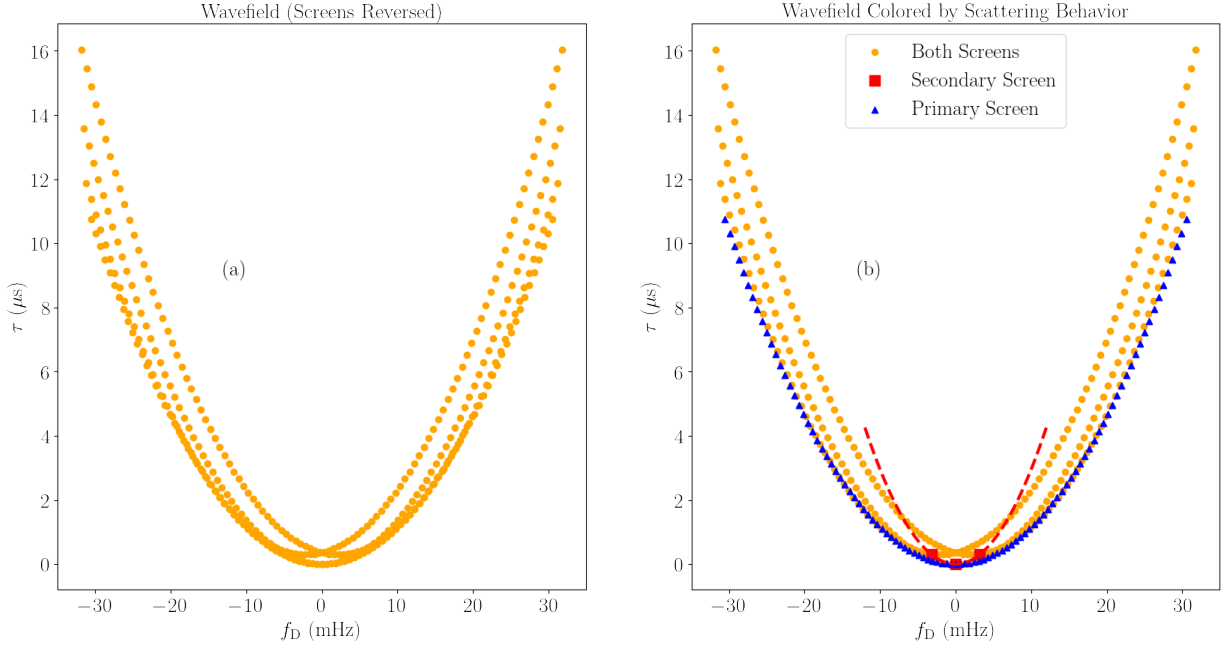 Wavefield (Screens Reversed)
16
14
12
10
8
6
4
2
0
τ (μs)
(a)
−30 −20 −10 0 10 20 30
f_D (mHz)
Wavefield Colored by Scattering Behavior
Both Screens
Secondary Screen
Primary Screen
16
14
12
10
8
6
4
2
0
τ (μs)
(b)
−30 −20 −10 0 10 20 30
f_D (mHz)